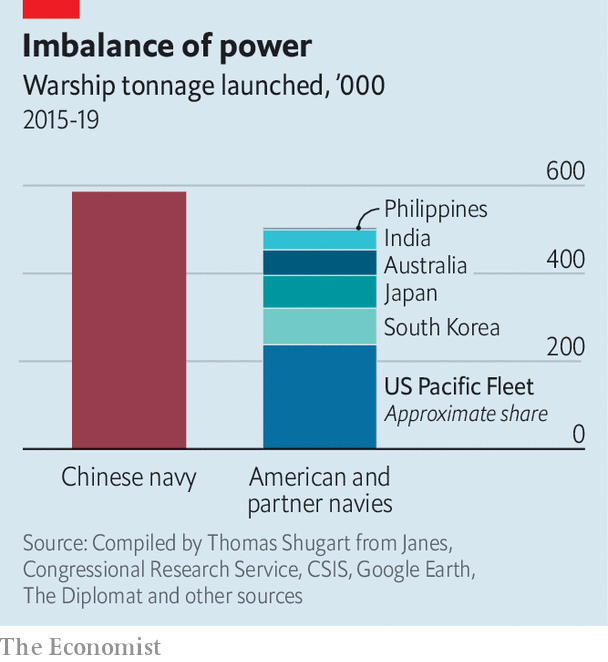 Imbalance of power
Warship tonnage launched, ’000
2015-19
600
Philippines
India
400
Australia
Japan
South Korea
200
US Pacific Fleet
Approximate share
0
Chinese navy
American and
partner navies
Source: Compiled by Thomas Shugart from Janes,
Congressional Research Service, CSIS, Google Earth,
The Diplomat and other sources
The Economist